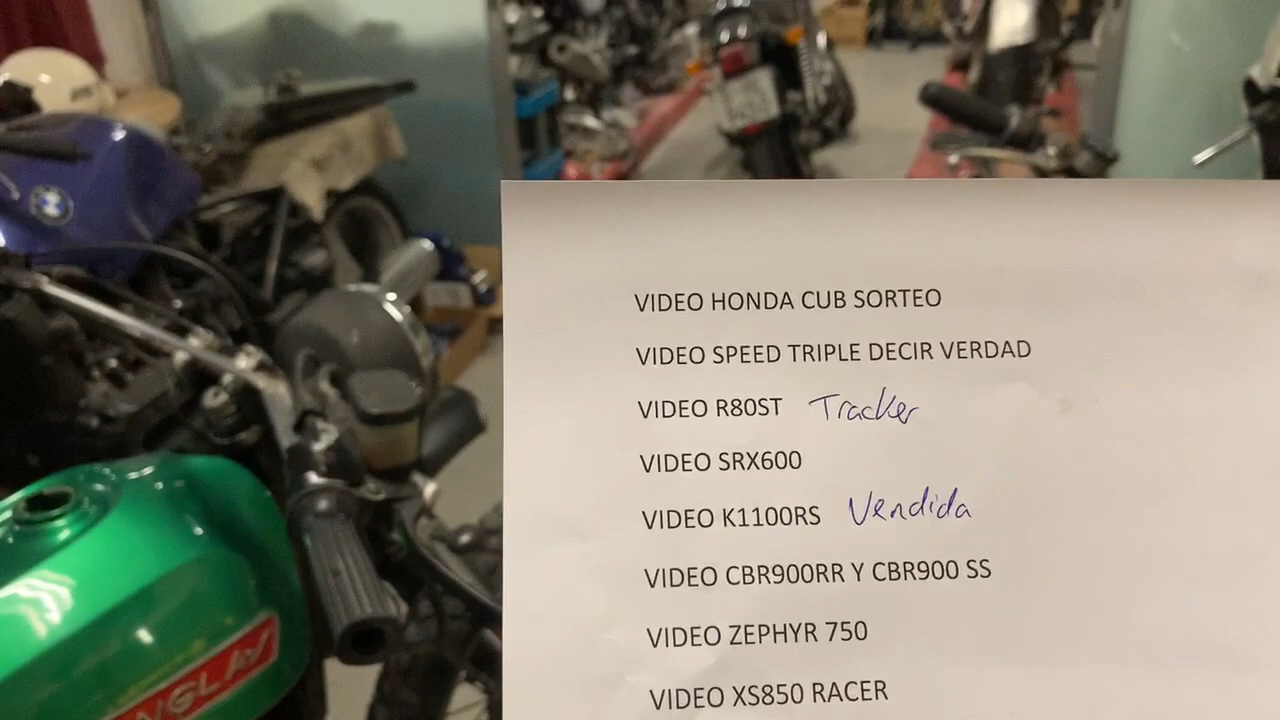 VIDEO HONDA CUB SORTEO
VIDEO SPEED TRIPLE DECIR VERDAD
VIDEO R80ST Tracker
VIDEO SRX600
VIDEO K1100RS Vendida
VIDEO CBR900RR Y CBR900 SS
VIDEO ZEPHYR 750
VIDEO XS850 RACER